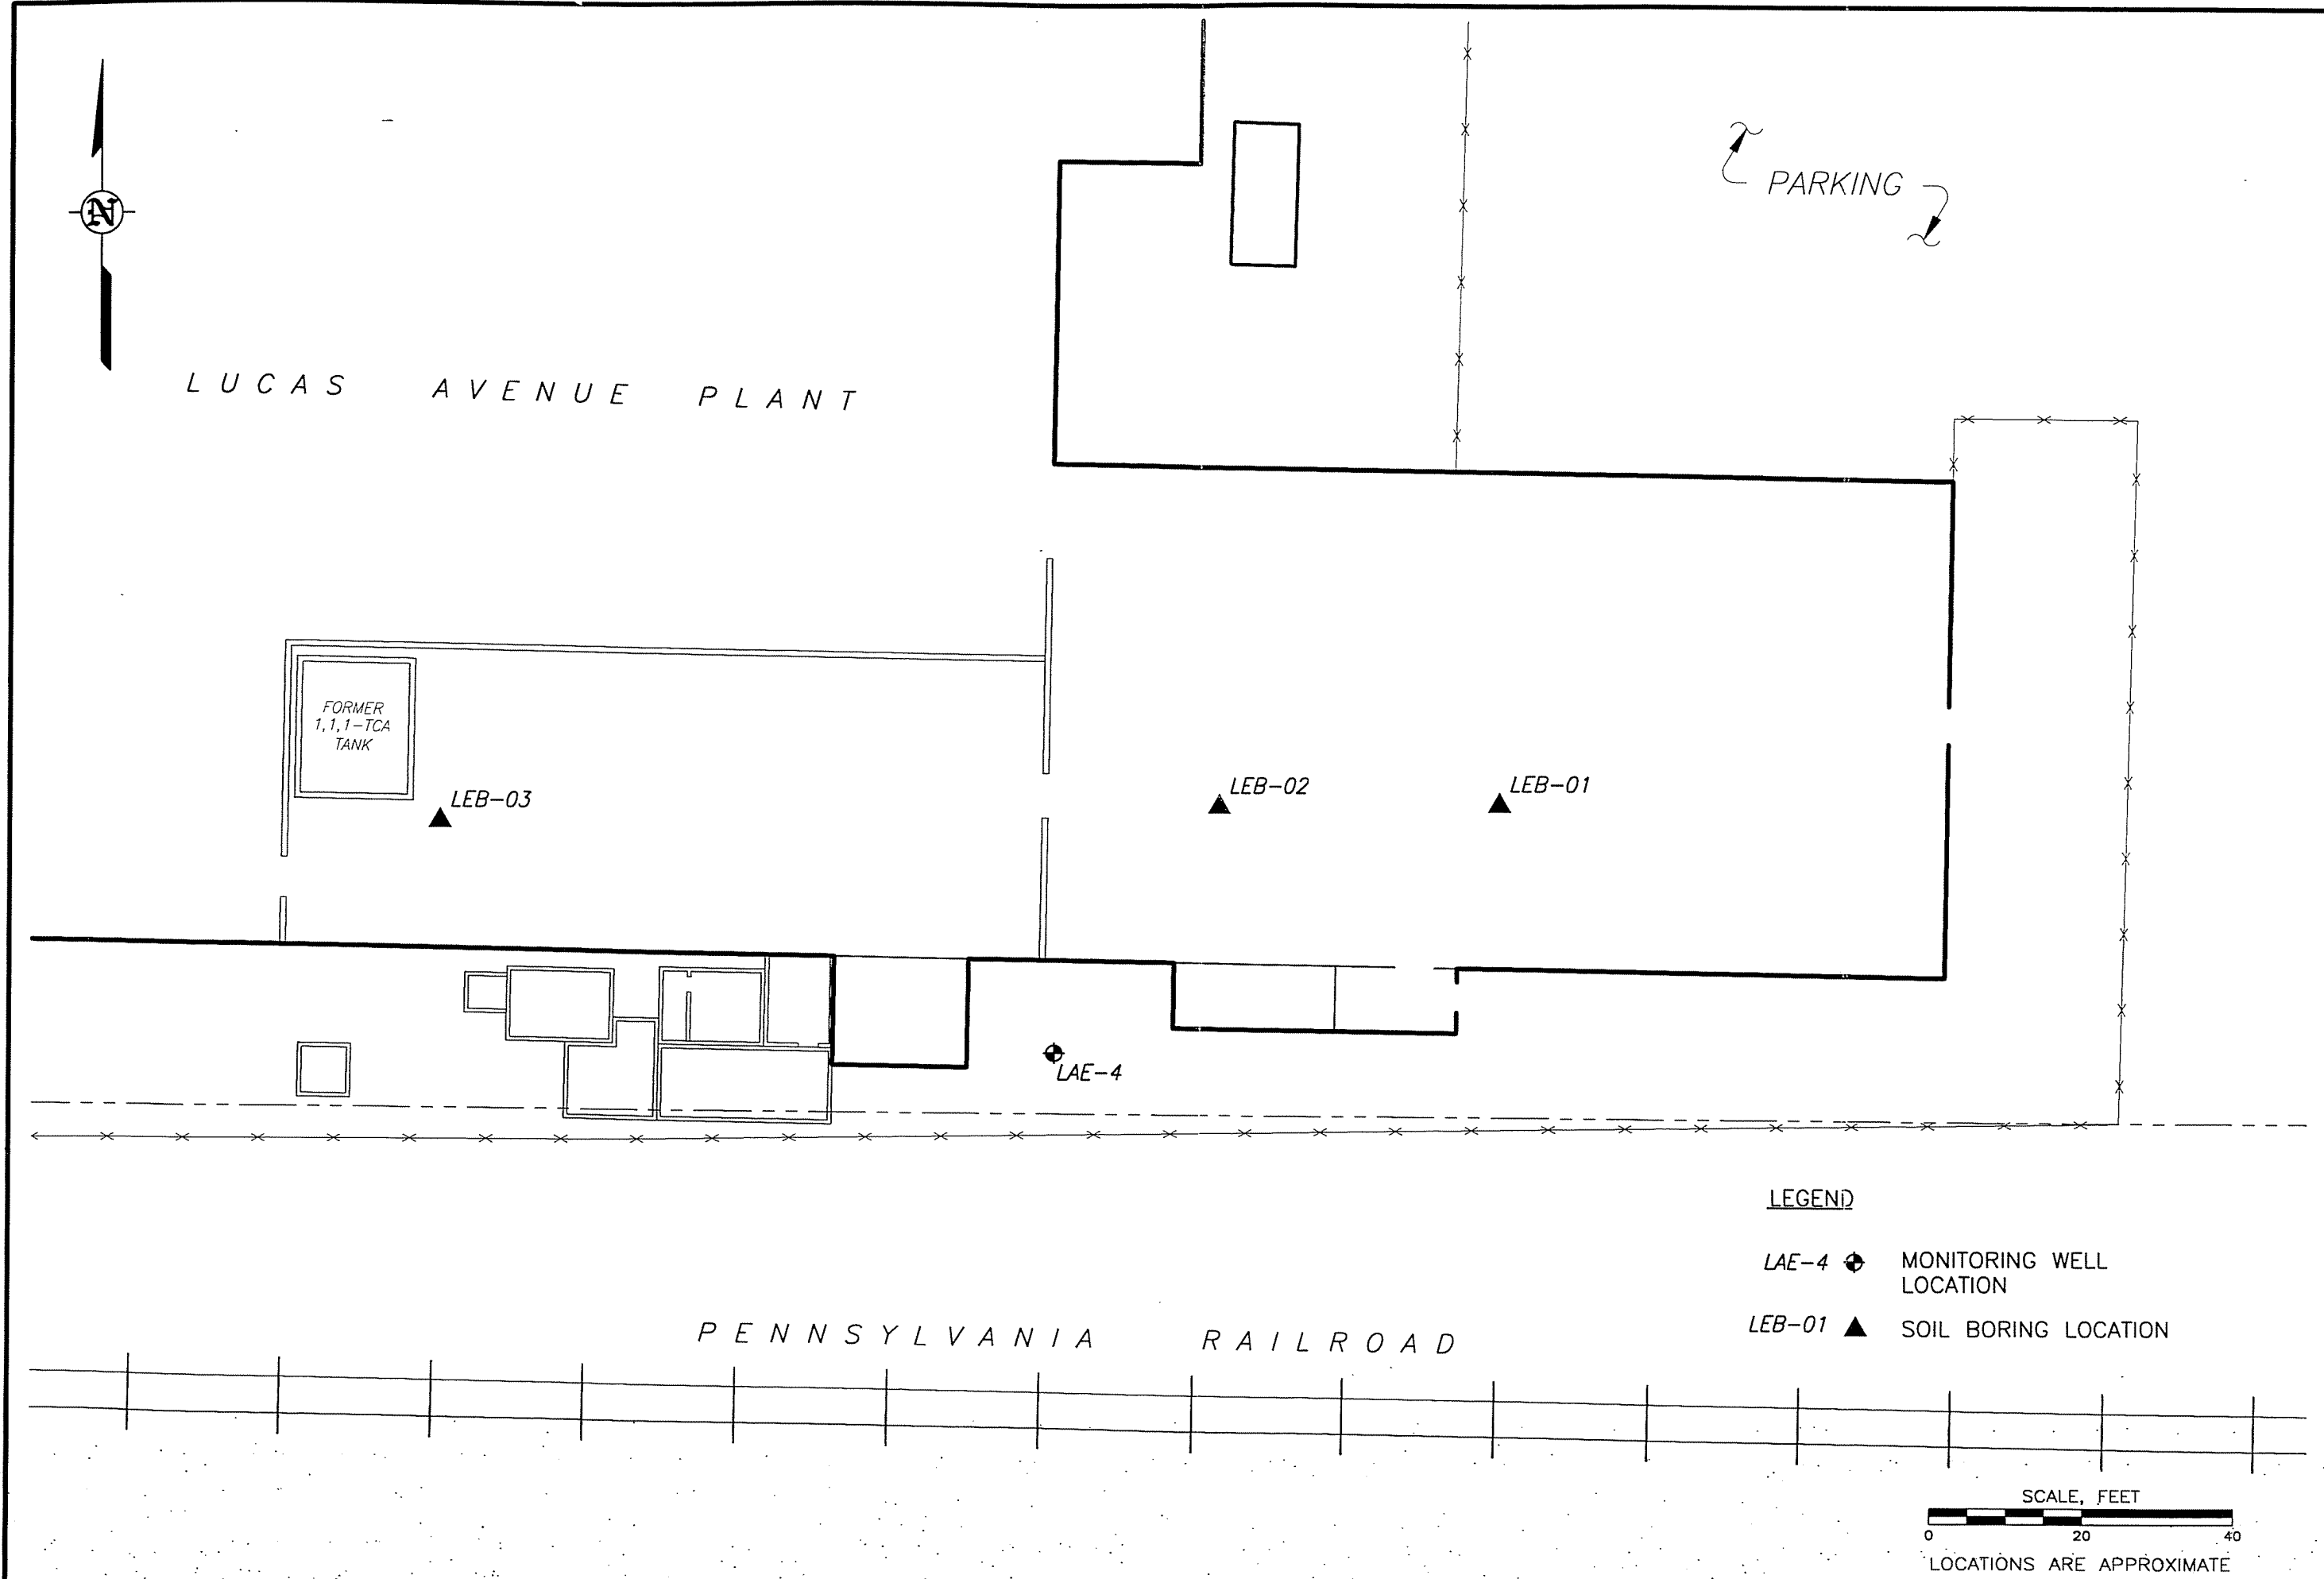 N
PARKING
LUCAS AVENUE PLANT
FORMER
1,1,1-TCA
TANK
LEB-03
LEB-02
LEB-01
LAE-4
LEGEND
LAE-4 MONITORING WELL
LOCATION
LEB-01 SOIL BORING LOCATION
PENNSYLVANIA RAILROAD
SCALE, FEET
0 20 40
LOCATIONS ARE APPROXIMATE